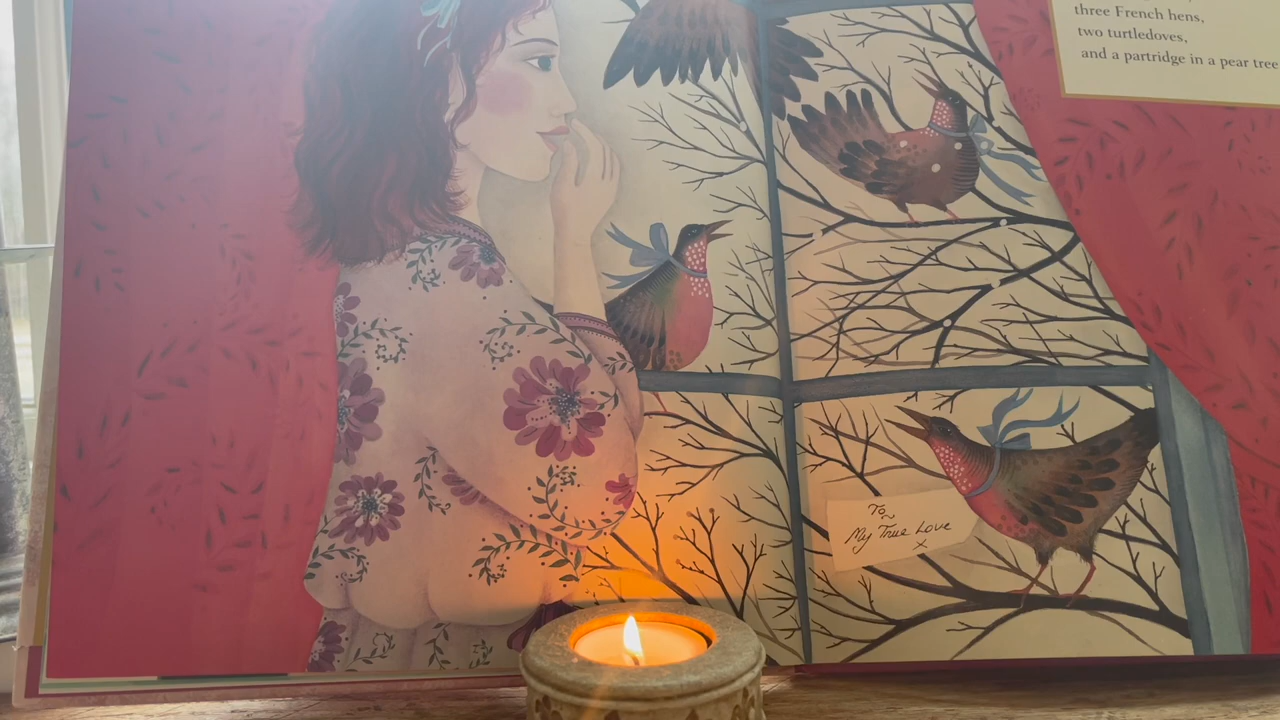 three French hens,
two turtledoves,
and a partridge in a pear tree
To
My True Love
x